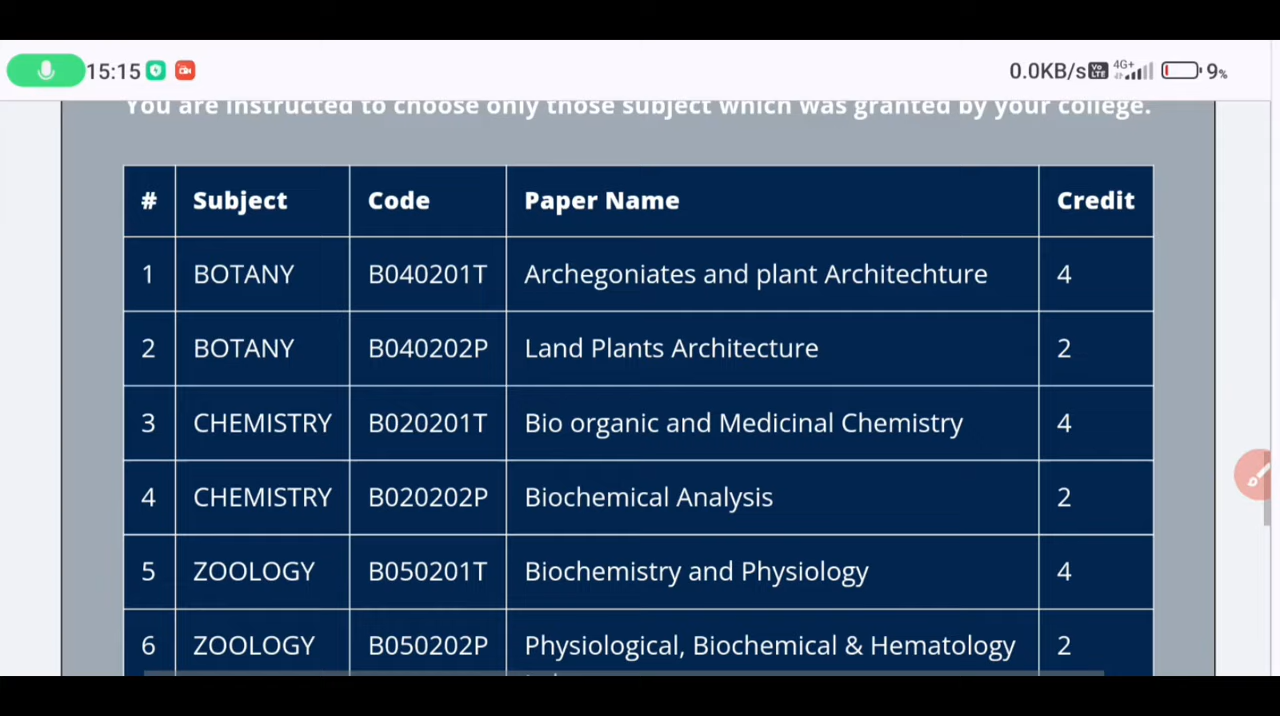 15:15 0.0KB/s Vo LTE 4G+ 9%
You are instructed to choose only those subject which was granted by your college.
# Subject Code Paper Name Credit
1 BOTANY B040201T Archegoniates and plant Architechture 4
2 BOTANY B040202P Land Plants Architecture 2
3 CHEMISTRY B020201T Bio organic and Medicinal Chemistry 4
4 CHEMISTRY B020202P Biochemical Analysis 2
5 ZOOLOGY B050201T Biochemistry and Physiology 4
6 ZOOLOGY B050202P Physiological, Biochemical & Hematology 2